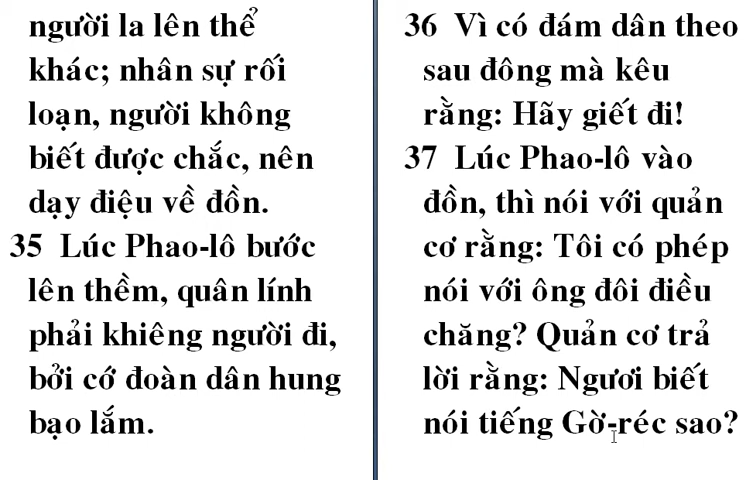 người la lên thể
khác; nhân sự rối
loạn, người không
biết được chắc, nên
dạy điệu về đồn.
35 Lúc Phao-lô bước
lên thềm, quân lính
phải khiêng người đi,
bởi cớ đoàn dân hung
bạo lắm.
36 Vì có đám dân theo
sau đông mà kêu
rằng: Hãy giết đi!
37 Lúc Phao-lô vào
đồn, thì nói với quản
cơ rằng: Tôi có phép
nói với ông đôi điều
chăng? Quản cơ trả
lời rằng: Ngươi biết
nói tiếng Gờ-réc sao?